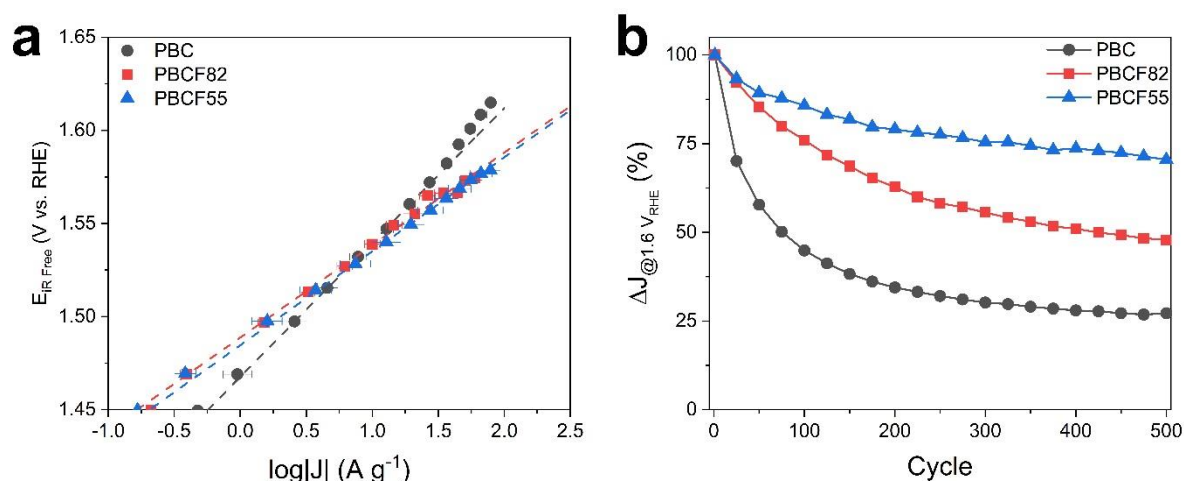 a
1.65
1.60
1.55
1.50
1.45
E iR Free (V vs. RHE)
PBC
PBCF82
PBCF55
-1.0 -0.5 0.0 0.5 1.0 1.5 2.0 2.5
log|J| (A g⁻¹)
b
100
75
50
25
0
ΔJ@1.6 VRHE (%)
PBC
PBCF82
PBCF55
0 100 200 300 400 500
Cycle